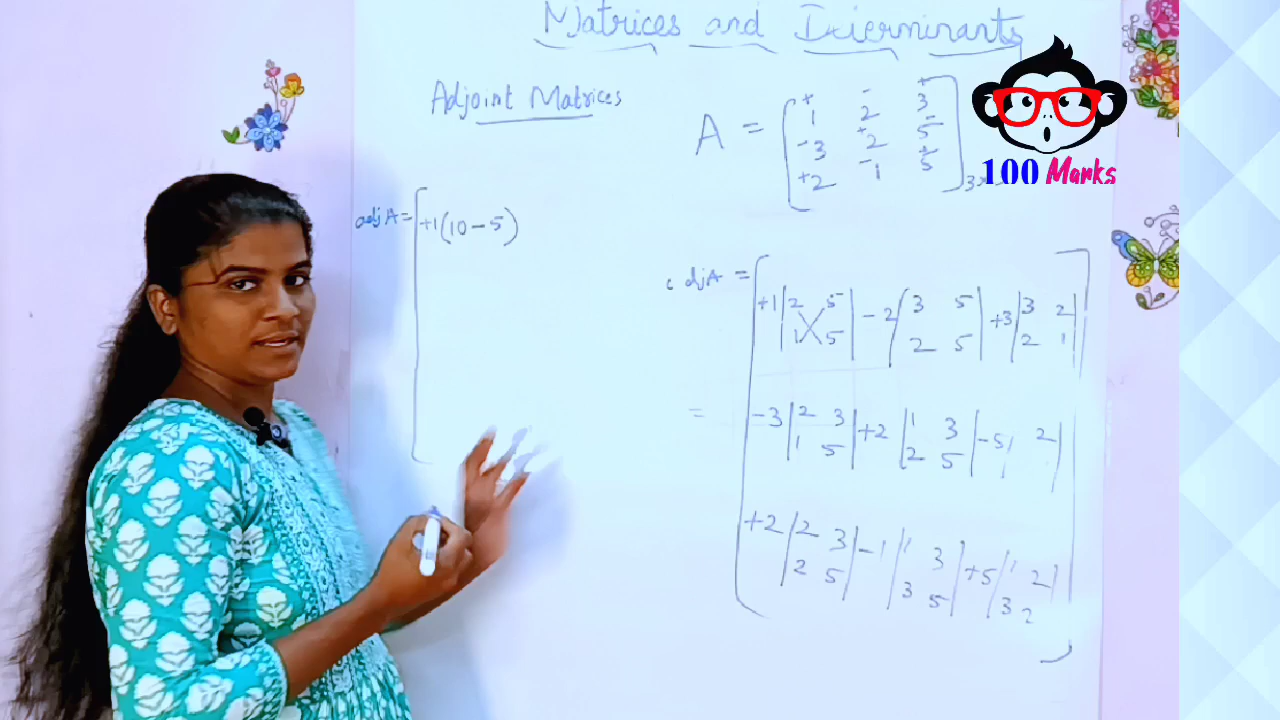 Matrices and Determinants
Adjoint Matrices
A = [ + 1 - 2 + 3
- 3 + 2 - 5
+ 2 - 1 + 5 ]
100 Marks
adj A = [ +1(10-5)
djA = [ +1 | 2 5 | -2 | 3 5 | +3 | 3 2 |
1 5 2 5 2 1
= -3 | 2 3 | +2 | 1 3 | -5 | 2 |
1 5 2 5
+2 | 2 3 | -1 | 1 3 | +5 | 1 2 |
2 5 3 5 3 2 ]